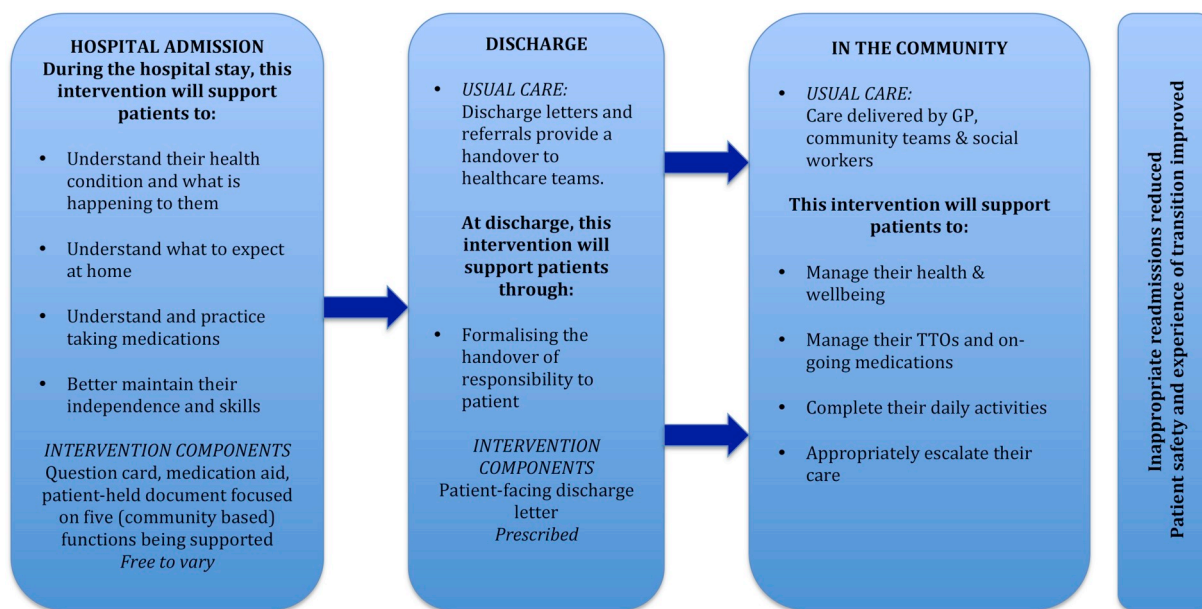 HOSPITAL ADMISSION
During the hospital stay, this
intervention will support
patients to:
• Understand their health
condition and what is
happening to them
• Understand what to expect
at home
• Understand and practice
taking medications
• Better maintain their
independence and skills
INTERVENTION COMPONENTS
Question card, medication aid,
patient-held document focused
on five (community based)
functions being supported
Free to vary
DISCHARGE
• USUAL CARE:
Discharge letters and
referrals provide a
handover to
healthcare teams.
At discharge, this
intervention will
support patients
through:
• Formalising the
handover of
responsibility to
patient
INTERVENTION
COMPONENTS
Patient-facing discharge
letter
Prescribed
IN THE COMMUNITY
• USUAL CARE:
Care delivered by GP,
community teams & social
workers
This intervention will support
patients to:
• Manage their health &
wellbeing
• Manage their TTOs and on-
going medications
• Complete their daily activities
• Appropriately escalate their
care
Inappropriate readmissions reduced
Patient safety and experience of transition improved